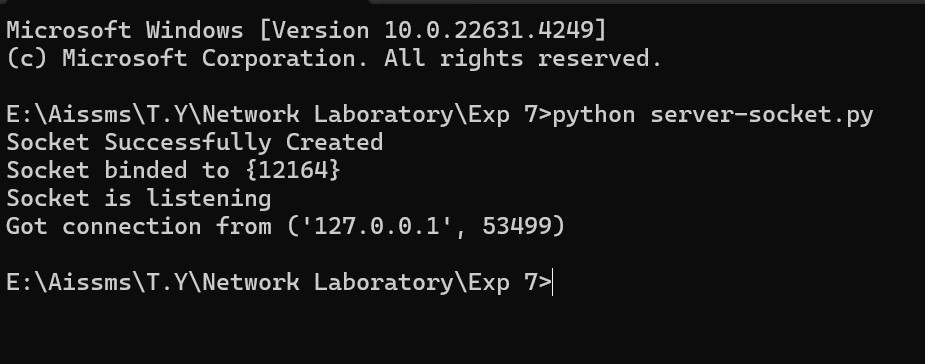 Microsoft Windows [Version 10.0.22631.4249]
(c) Microsoft Corporation. All rights reserved.
E:\Aissms\T.Y\Network Laboratory\Exp 7>python server-socket.py
Socket Successfully Created
Socket binded to {12164}
Socket is listening
Got connection from ('127.0.0.1', 53499)
E:\Aissms\T.Y\Network Laboratory\Exp 7>